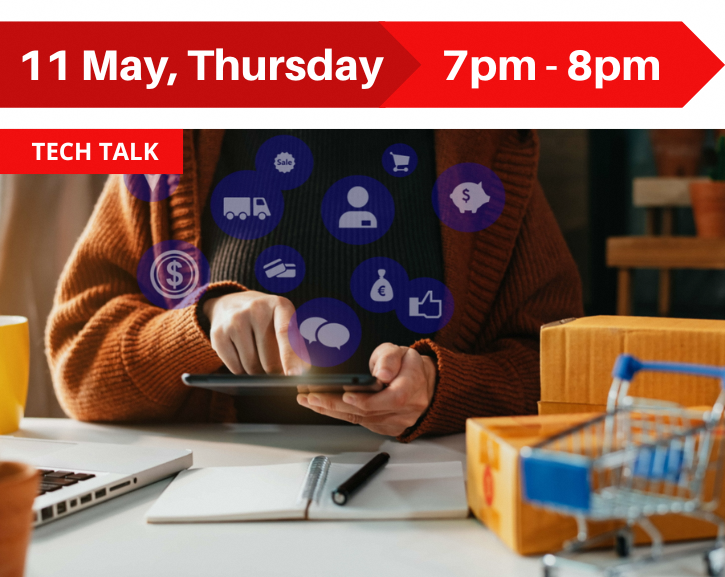 11 May, Thursday
7pm - 8pm
TECH TALK
Sale
$
$
€